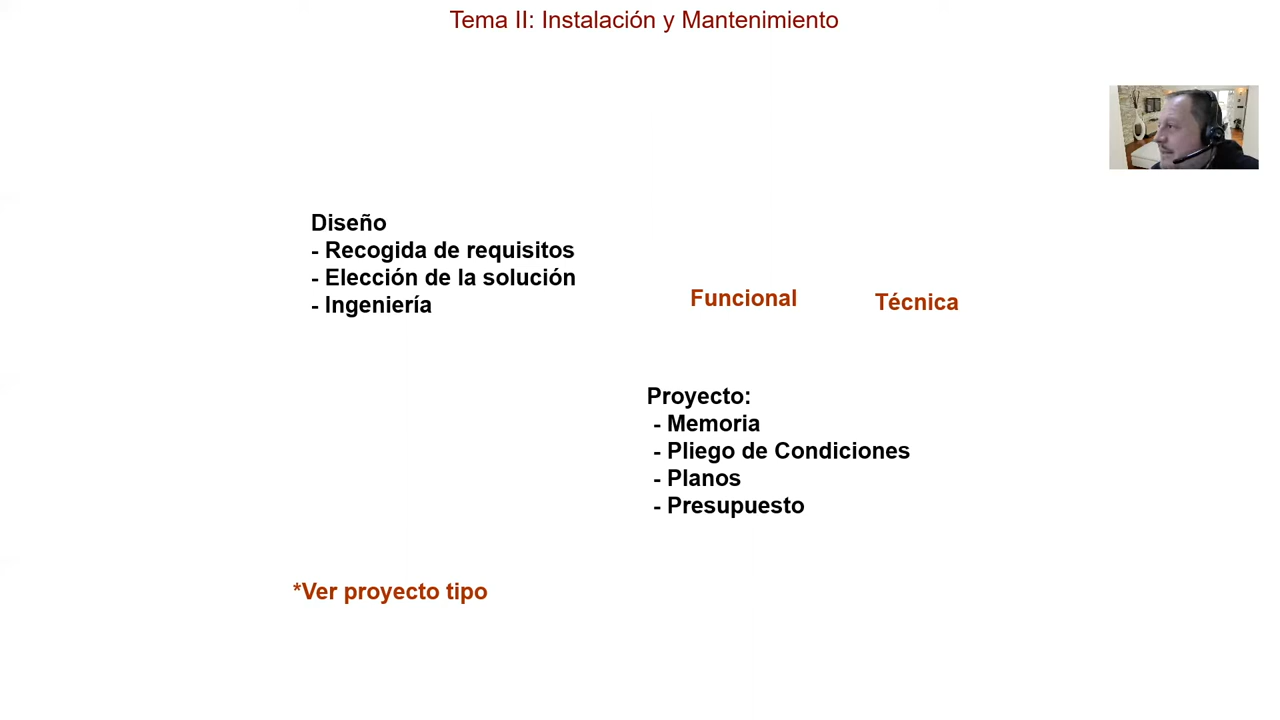 Tema II: Instalación y Mantenimiento
Diseño
- Recogida de requisitos
- Elección de la solución
- Ingeniería
Funcional
Técnica
Proyecto:
- Memoria
- Pliego de Condiciones
- Planos
- Presupuesto
*Ver proyecto tipo